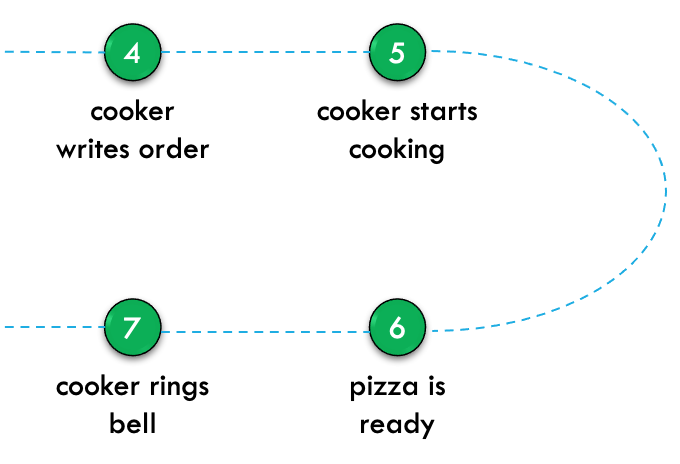 4
cooker
writes order
5
cooker starts
cooking
6
pizza is
ready
7
cooker rings
bell